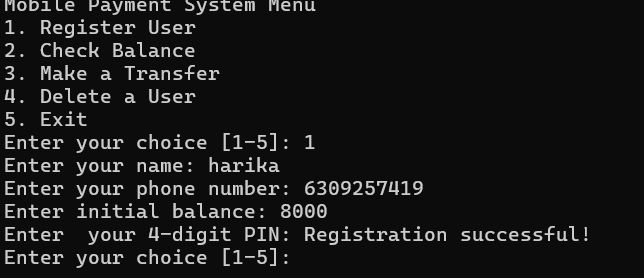 Mobile Payment System Menu
1. Register User
2. Check Balance
3. Make a Transfer
4. Delete a User
5. Exit
Enter your choice [1-5]: 1
Enter your name: harika
Enter your phone number: 6309257419
Enter initial balance: 8000
Enter  your 4-digit PIN: Registration successful!
Enter your choice [1-5]: